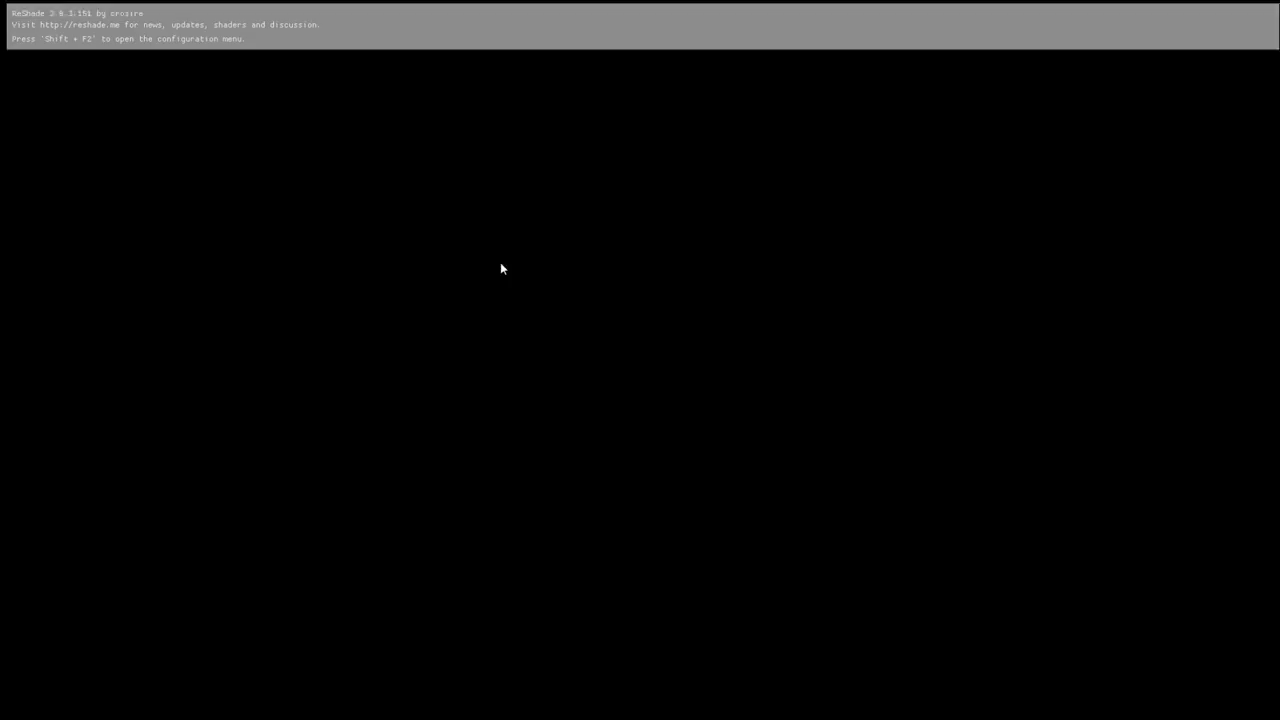 ReShade 3.0.3.151 by crosire
Visit http://reshade.me for news, updates, shaders and discussion.
Press 'Shift + F2' to open the configuration menu.